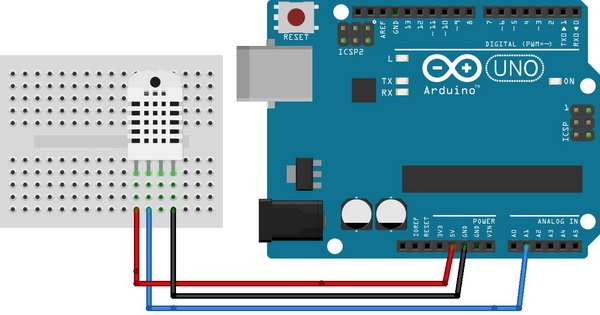 RESET
ICSP2
AREF
GND
13
12
~11
~10
~9
8
7
~6
~5
4
~3
2
TXD▶1
RXD◀0
DIGITAL (PWM=~)
L
TX
RX
UNO
Arduino
ON
1
ICSP
POWER
ANALOG IN
IOREF
RESET
3V3
5V
GND
GND
VIN
A0
A1
A2
A3
A4
A5